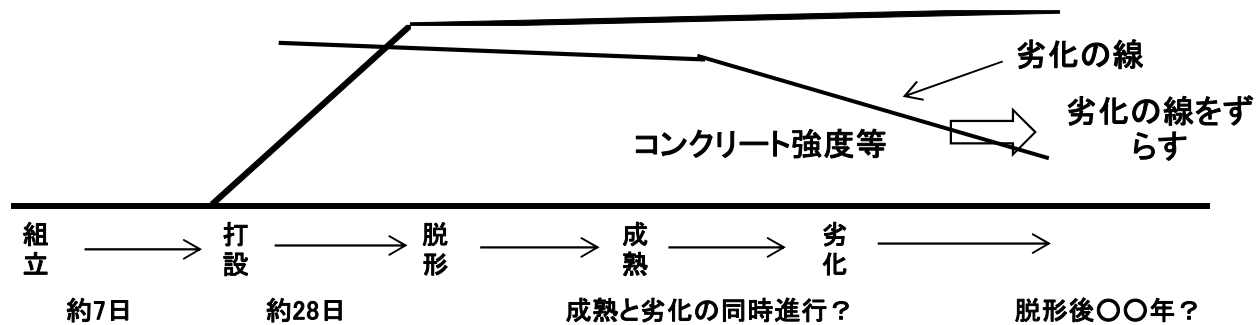 劣化の線
劣化の線をず
らす
コンクリート強度等
組立
打設
脱形
成熟
劣化
約7日
約28日
成熟と劣化の同時進行？
脱形後〇〇年？